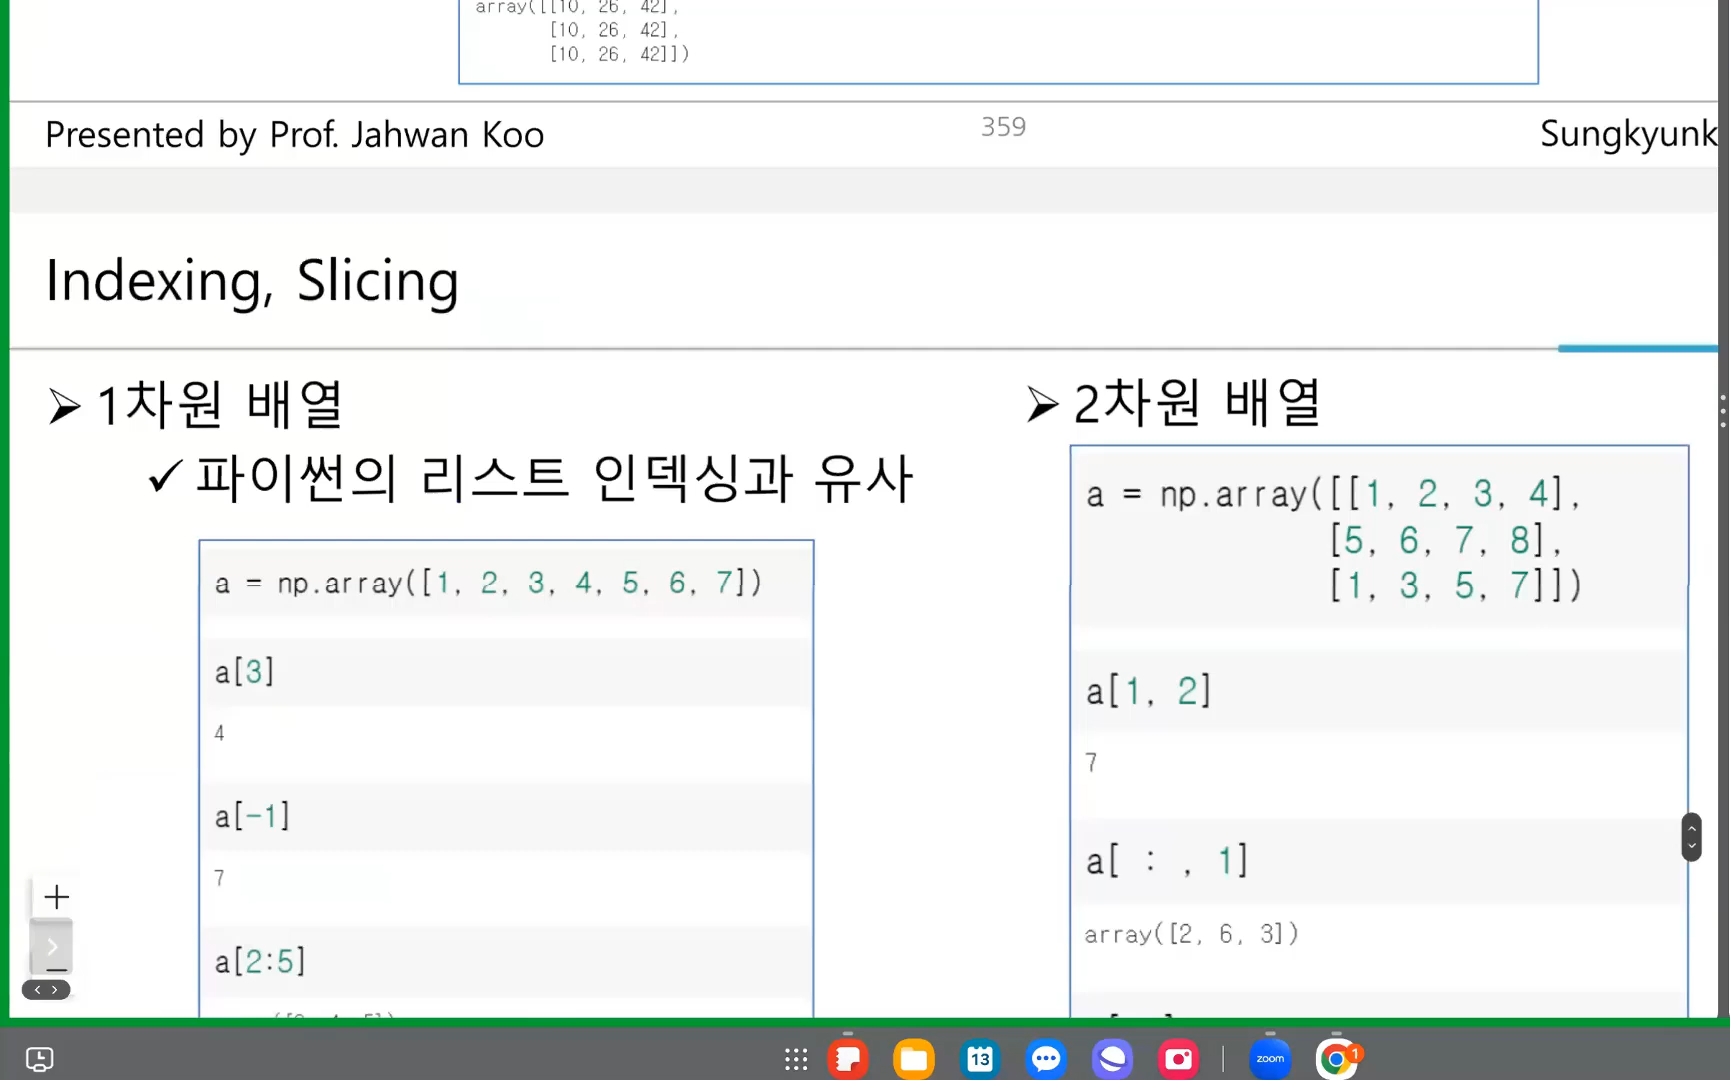 array([[10, 26, 42],
[10, 26, 42],
[10, 26, 42]])
Presented by Prof. Jahwan Koo
359
Sungkyunk
Indexing, Slicing
➢ 1차원 배열
✓ 파이썬의 리스트 인덱싱과 유사
a = np.array([1, 2, 3, 4, 5, 6, 7])
a[3]
4
a[-1]
7
a[2:5]
➢ 2차원 배열
a = np.array([[1, 2, 3, 4],
[5, 6, 7, 8],
[1, 3, 5, 7]])
a[1, 2]
7
a[ : , 1]
array([2, 6, 3])
13
zoom
1